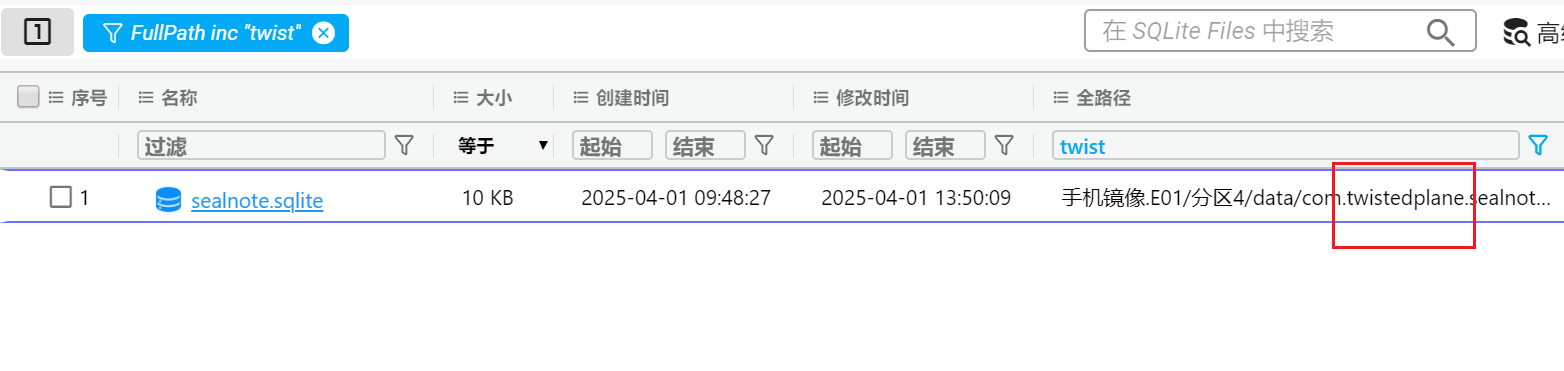 1 FullPath inc "twist" 在 SQLite Files 中搜索 高级
序号 名称 大小 创建时间 修改时间 全路径
过滤 等于 起始 结束 起始 结束 twist
1 sealnote.sqlite 10 KB 2025-04-01 09:48:27 2025-04-01 13:50:09 手机镜像.E01/分区4/data/com.twistedplane.sealnot...